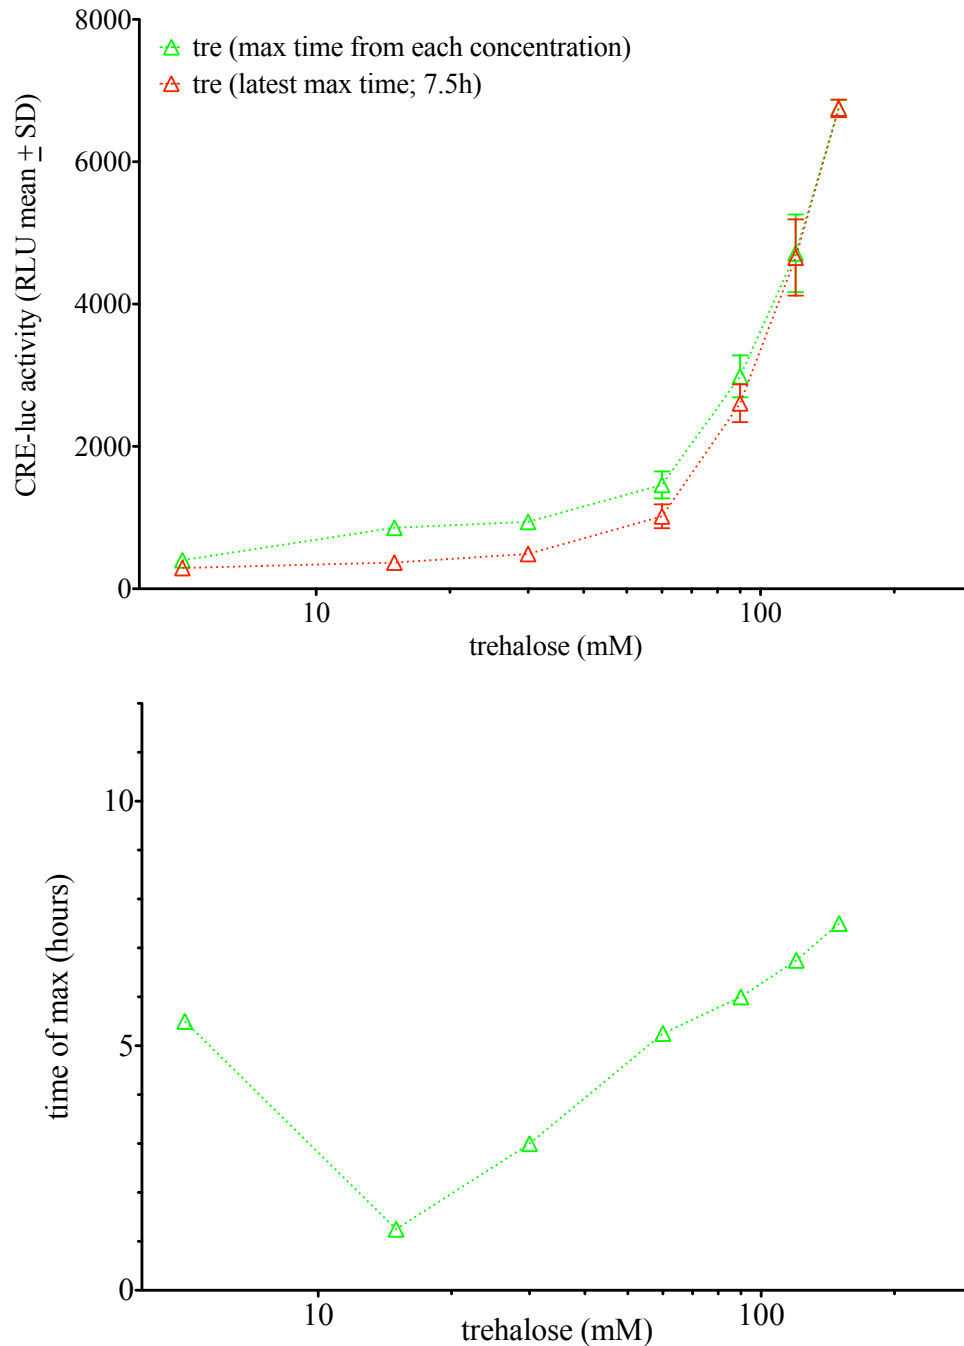 8000
tre (max time from each concentration)
tre (latest max time; 7.5h)
6000
4000
2000
0
CRE-luc activity (RLU mean ± SD)
10
100
trehalose (mM)
10
5
0
time of max (hours)
10
100
trehalose (mM)